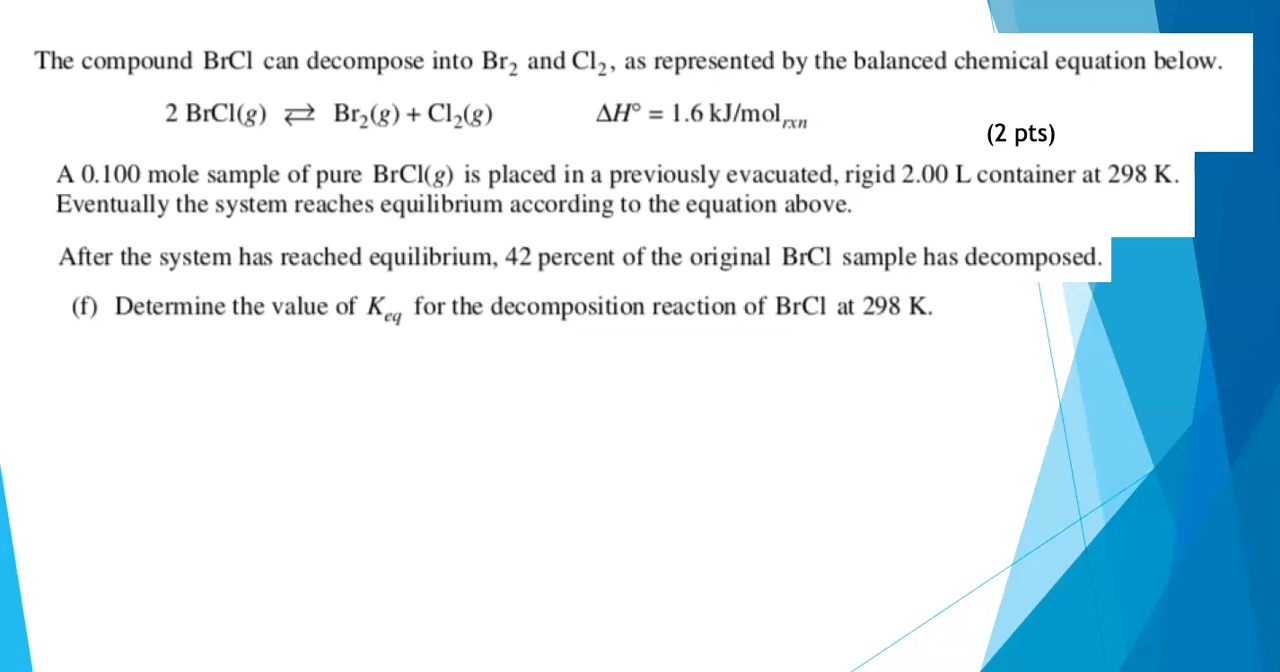 The compound BrCl can decompose into Br₂ and Cl₂, as represented by the balanced chemical equation below.
2 BrCl(g) ⇄ Br₂(g) + Cl₂(g) ΔH° = 1.6 kJ/mol_rxn
(2 pts)
A 0.100 mole sample of pure BrCl(g) is placed in a previously evacuated, rigid 2.00 L container at 298 K.
Eventually the system reaches equilibrium according to the equation above.
After the system has reached equilibrium, 42 percent of the original BrCl sample has decomposed.
(f) Determine the value of K_eq for the decomposition reaction of BrCl at 298 K.